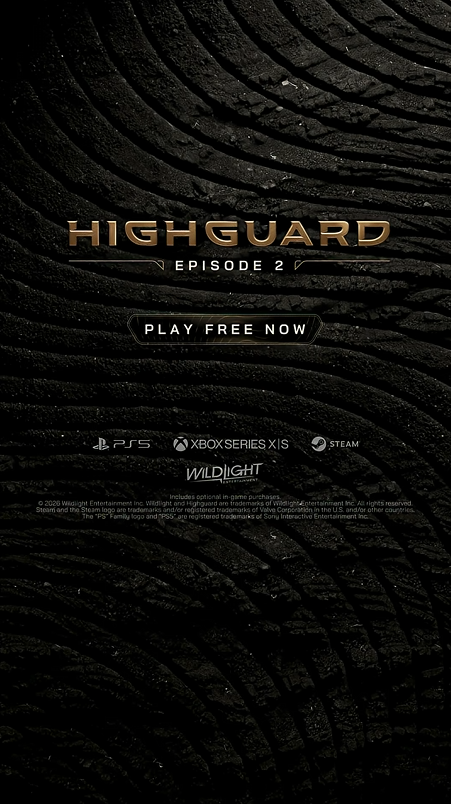 HIGHGUARD
EPISODE 2
PLAY FREE NOW
PS5 XBOX SERIES X|S STEAM
WILDLIGHT
ENTERTAINMENT
Includes optional in-game purchases.
© 2026 Wildlight Entertainment Inc. Wildlight and Highguard are trademarks of Wildlight Entertainment Inc. All rights reserved.
Steam and the Steam logo are trademarks and/or registered trademarks of Valve Corporation in the U.S. and/or other countries.
The "PS" Family logo and "PS5" are registered trademarks of Sony Interactive Entertainment Inc.